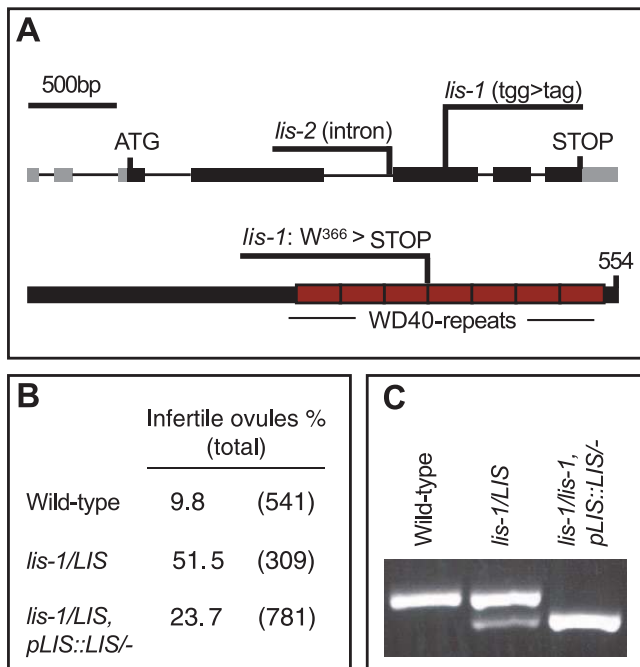 A
500bp
lis-1 (tgg>tag)
lis-2 (intron)
ATG
STOP
lis-1: W366 > STOP
554
WD40-repeats
B
Infertile ovules %
(total)
Wild-type 9.8 (541)
lis-1/LIS 51.5 (309)
lis-1/LIS, 23.7 (781)
pLIS::LIS/-
C
Wild-type
lis-1/LIS
lis-1/lis-1,
pLIS::LIS/-